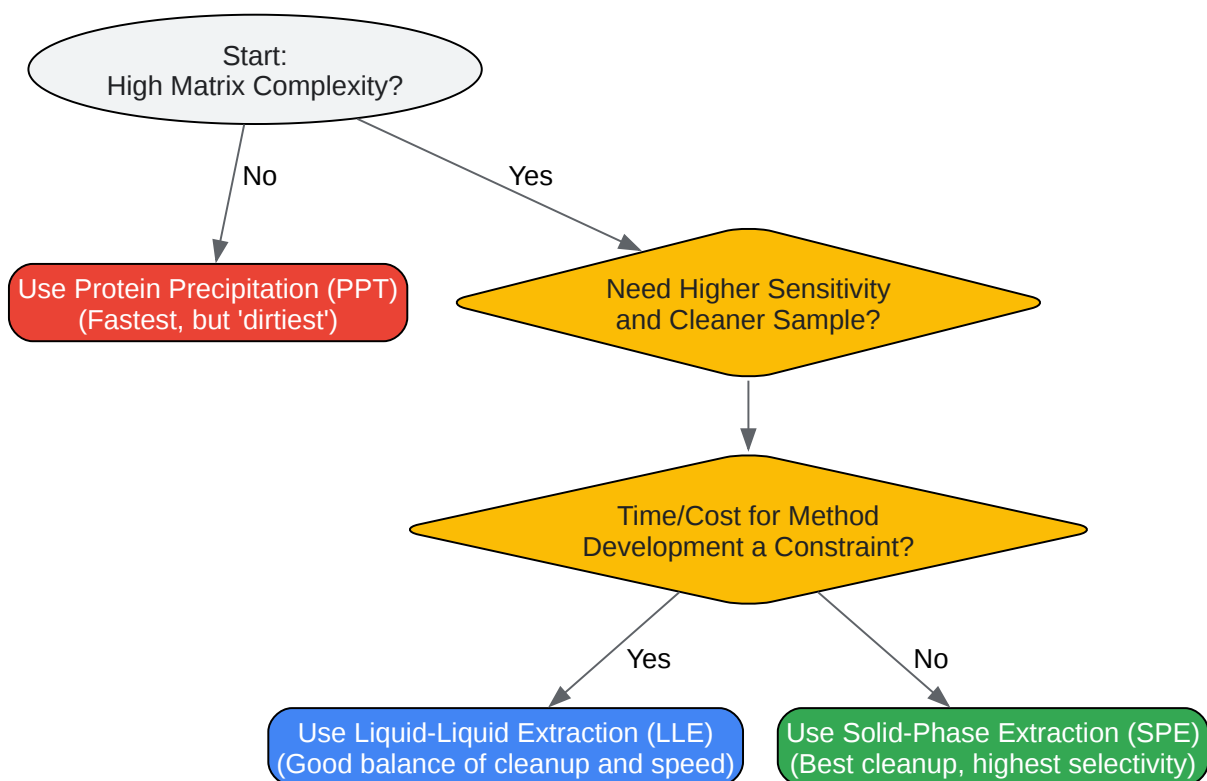 Start:
High Matrix Complexity?
No
Yes
Use Protein Precipitation (PPT)
(Fastest, but 'dirtiest')
Need Higher Sensitivity
and Cleaner Sample?
Time/Cost for Method
Development a Constraint?
Yes
No
Use Liquid-Liquid Extraction (LLE)
(Good balance of cleanup and speed)
Use Solid-Phase Extraction (SPE)
(Best cleanup, highest selectivity)